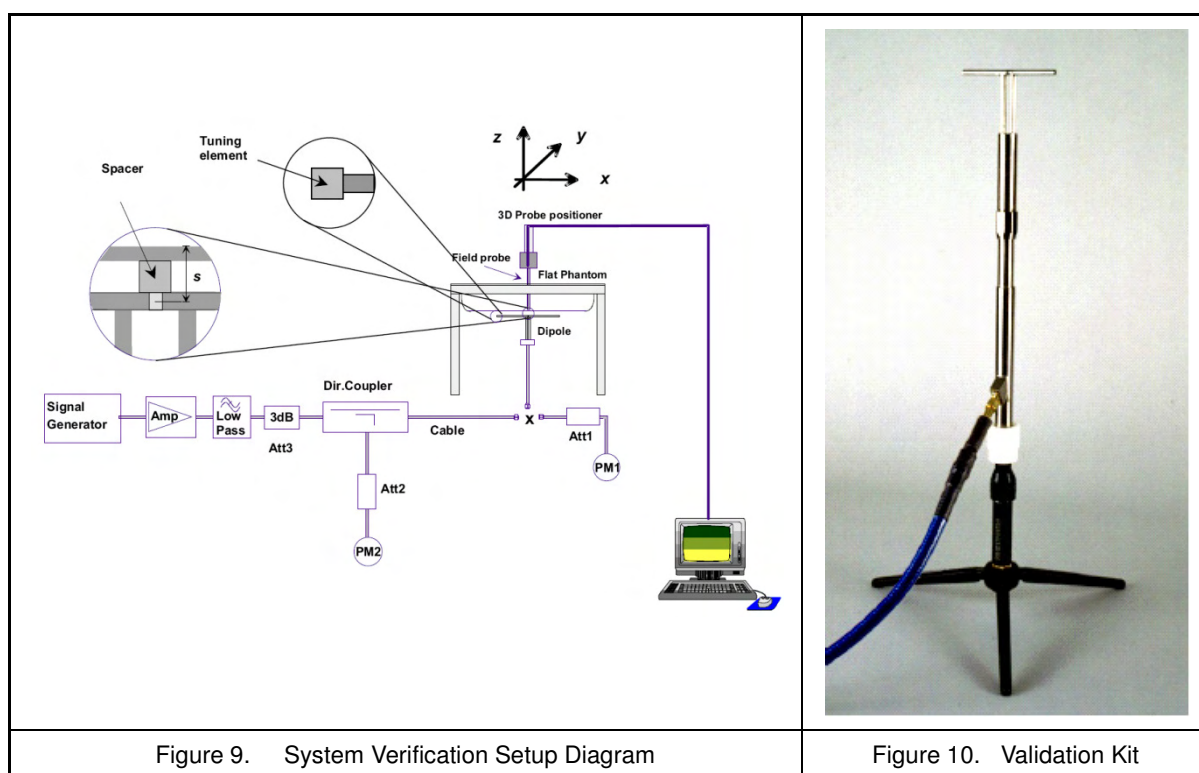 Tuning
element
Spacer
s
z
y
x
3D Probe positioner
Field probe
Flat Phantom
Dipole
Signal
Generator
Amp
Low
Pass
3dB
Att3
Dir.Coupler
Cable
x
Att1
PM1
Att2
PM2
Figure 9. System Verification Setup Diagram
Figure 10. Validation Kit